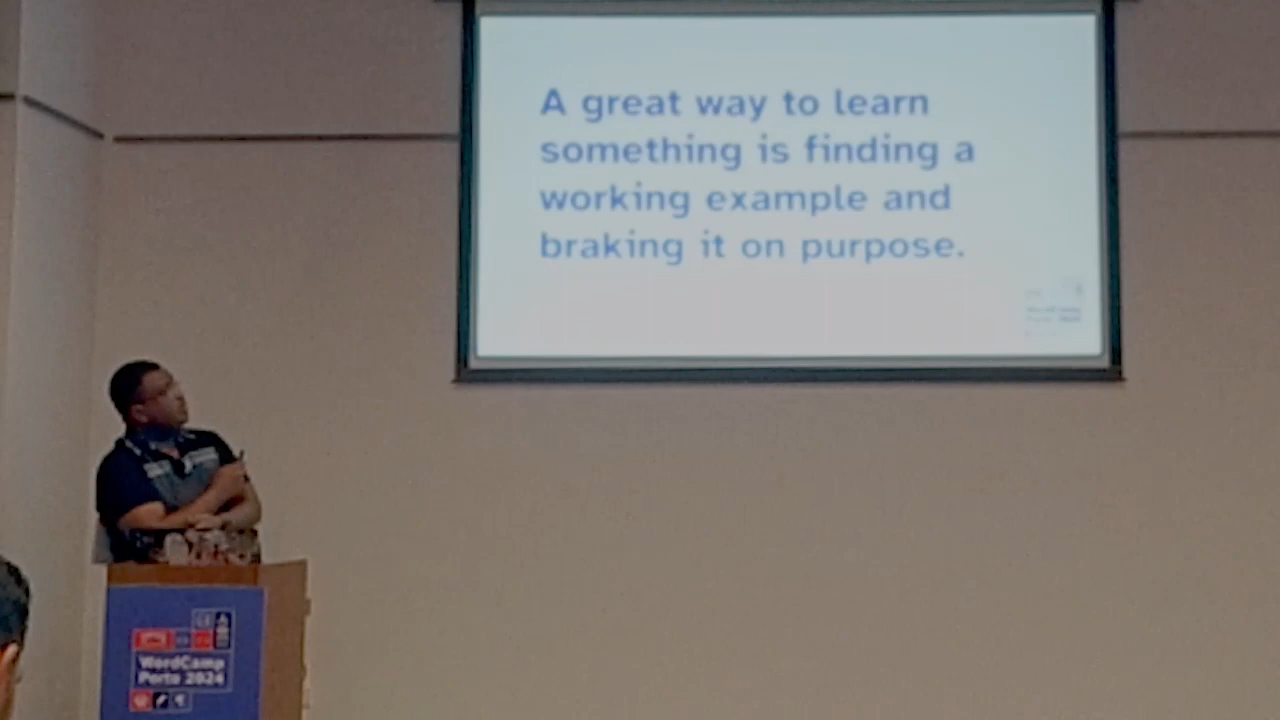 A great way to learn
something is finding a
working example and
braking it on purpose.
WordCamp
Porto 2024